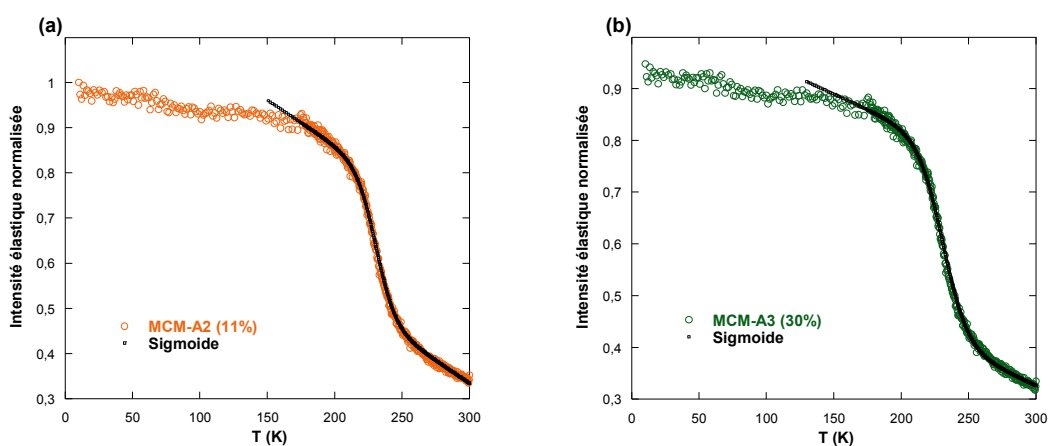 (a)
Intensité élastique normalisée
1
0,9
0,8
0,7
0,6
0,5
0,4
0,3
MCM-A2 (11%)
Sigmoide
0 50 100 150 200 250 300
T (K)
(b)
Intensité élastique normalisée
0,9
0,8
0,7
0,6
0,5
0,4
0,3
MCM-A3 (30%)
Sigmoide
0 50 100 150 200 250 300
T (K)